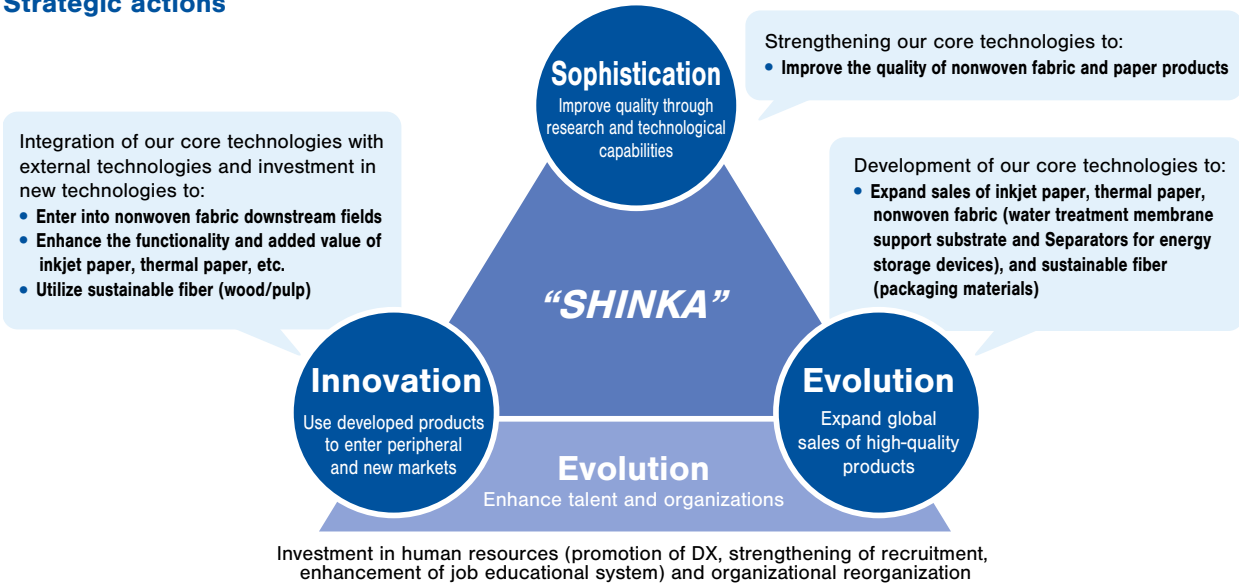 Strategic actions
Sophistication
Improve quality through
research and technological
capabilities
Strengthening our core technologies to:
• Improve the quality of nonwoven fabric and paper products
Integration of our core technologies with
external technologies and investment in
new technologies to:
• Enter into nonwoven fabric downstream fields
• Enhance the functionality and added value of
inkjet paper, thermal paper, etc.
• Utilize sustainable fiber (wood/pulp)
Development of our core technologies to:
• Expand sales of inkjet paper, thermal paper,
nonwoven fabric (water treatment membrane
support substrate and Separators for energy
storage devices), and sustainable fiber
(packaging materials)
“SHINKA”
Innovation
Use developed products
to enter peripheral
and new markets
Evolution
Expand global
sales of high-quality
products
Evolution
Enhance talent and organizations
Investment in human resources (promotion of DX, strengthening of recruitment,
enhancement of job educational system) and organizational reorganization